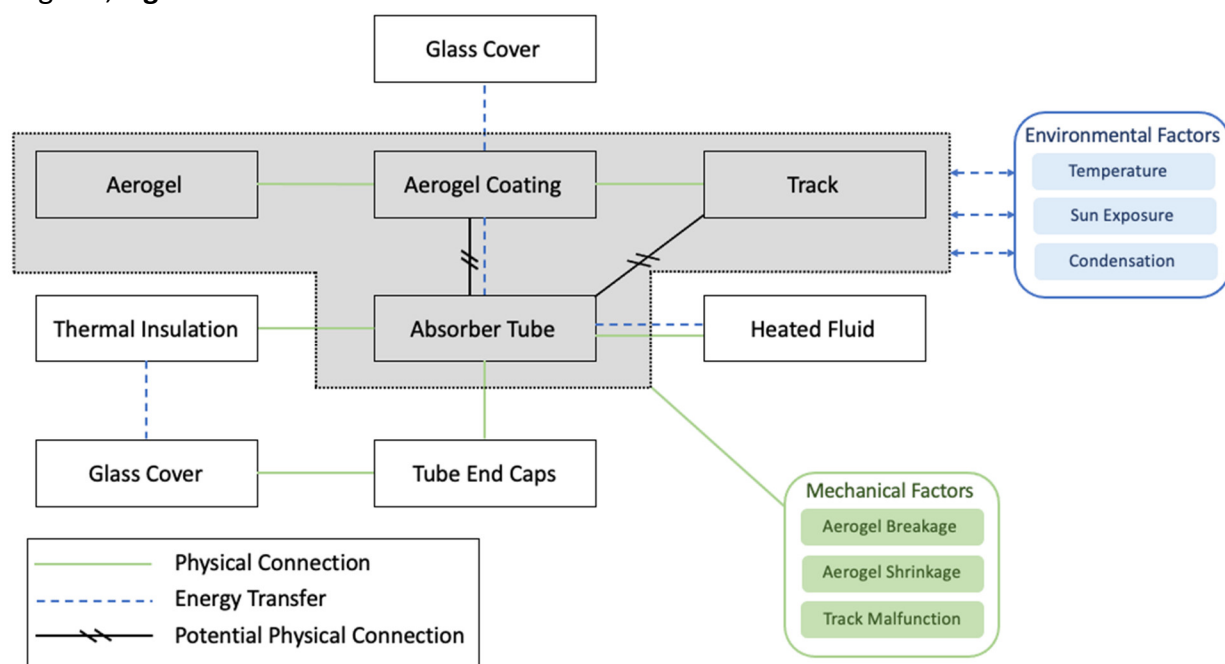 Glass Cover
Environmental Factors
Aerogel
Aerogel Coating
Track
Temperature
Sun Exposure
Condensation
Thermal Insulation
Absorber Tube
Heated Fluid
Glass Cover
Tube End Caps
Mechanical Factors
Aerogel Breakage
Aerogel Shrinkage
Track Malfunction
Physical Connection
Energy Transfer
Potential Physical Connection